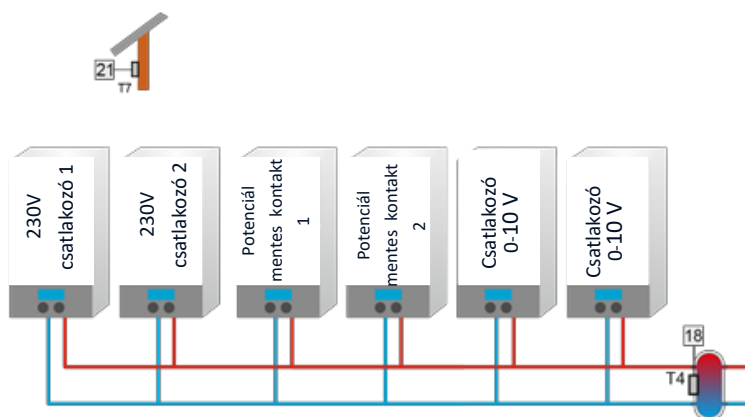 21
T7
230V
csatlakozó 1
230V
csatlakozó 2
Potenciál
mentes kontakt
1
Potenciál
mentes kontakt
2
Csatlakozó
0-10 V
Csatlakozó
0-10 V
18
T4